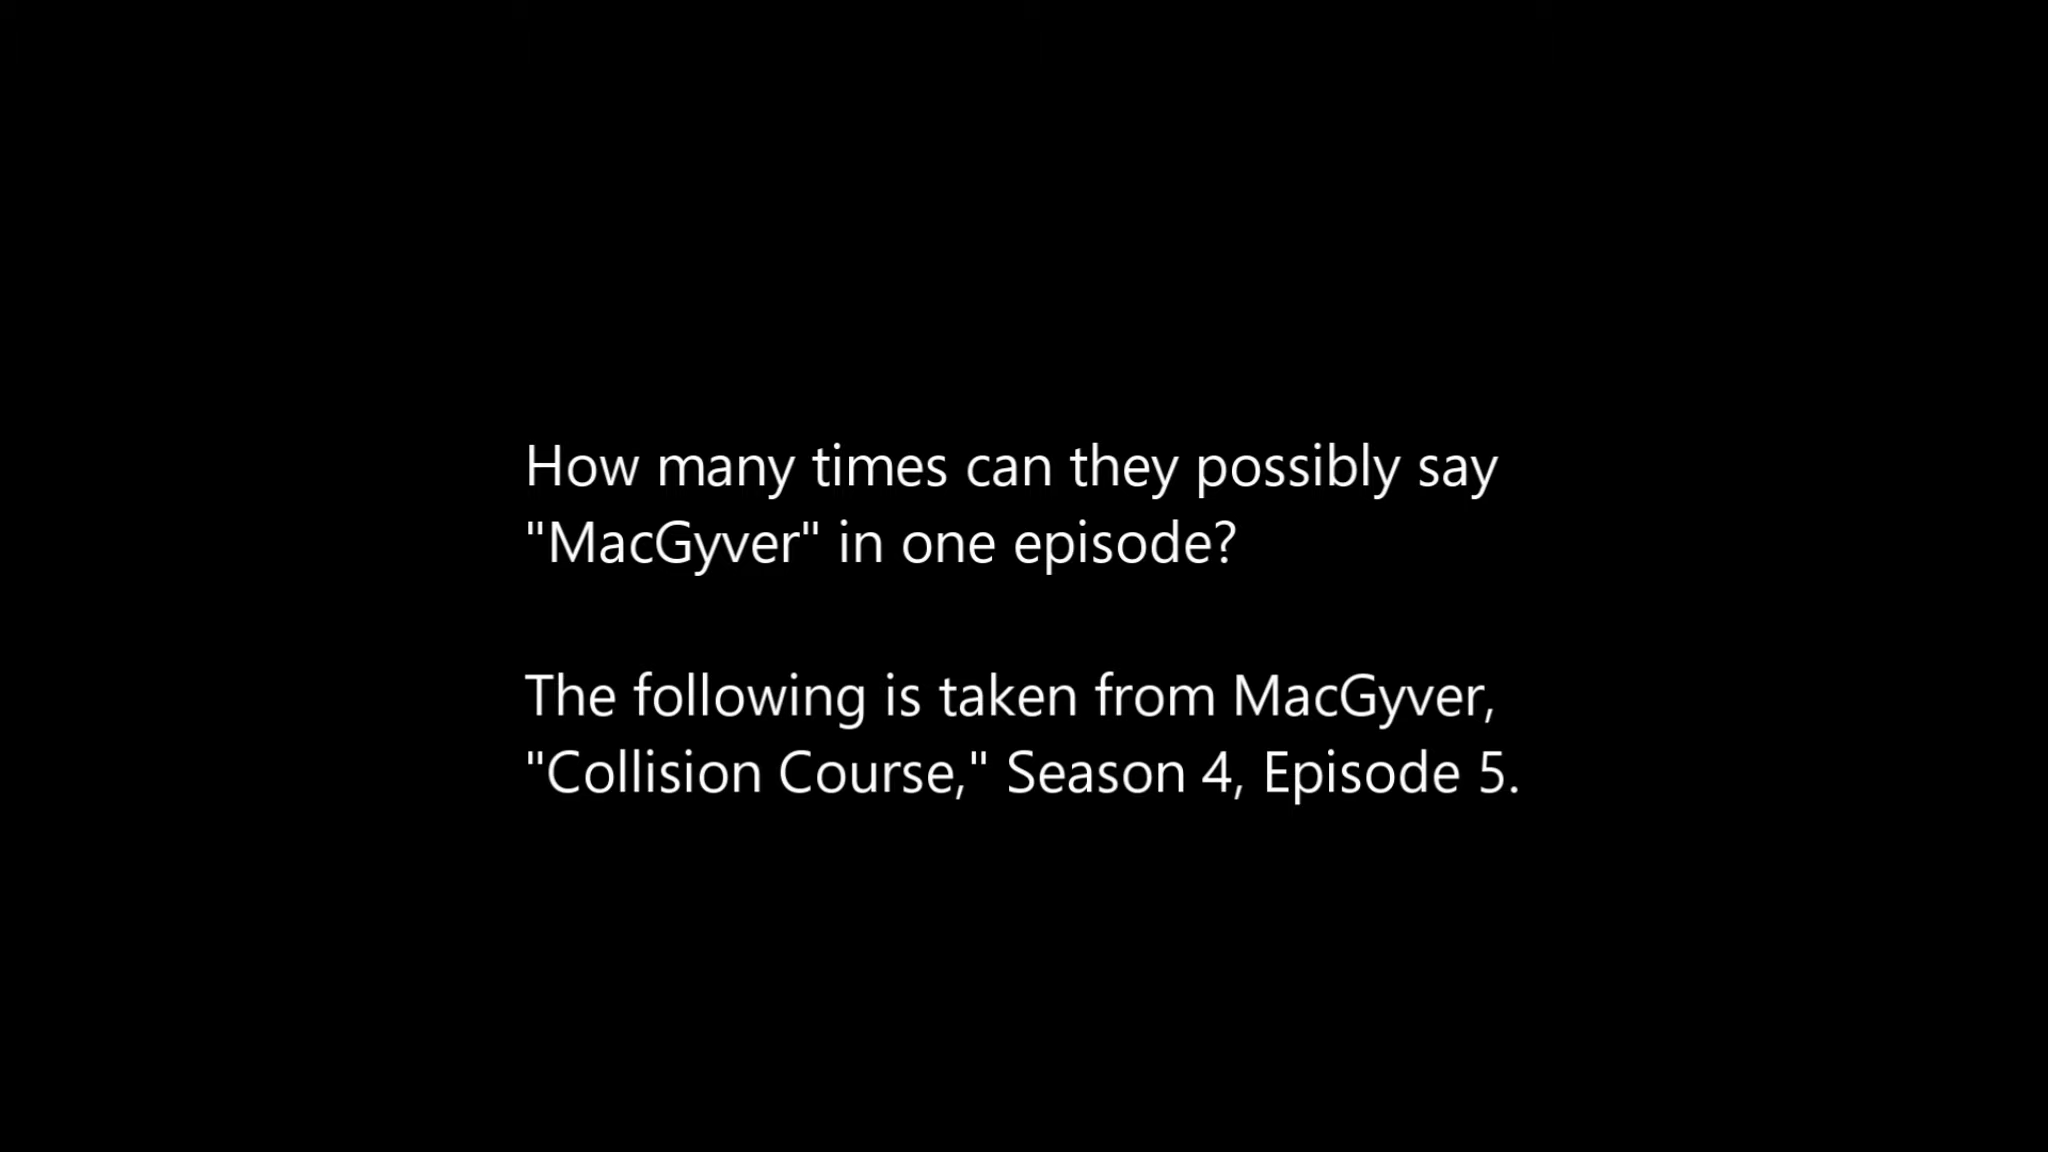 How many times can they possibly say
"MacGyver" in one episode?
The following is taken from MacGyver,
"Collision Course," Season 4, Episode 5.